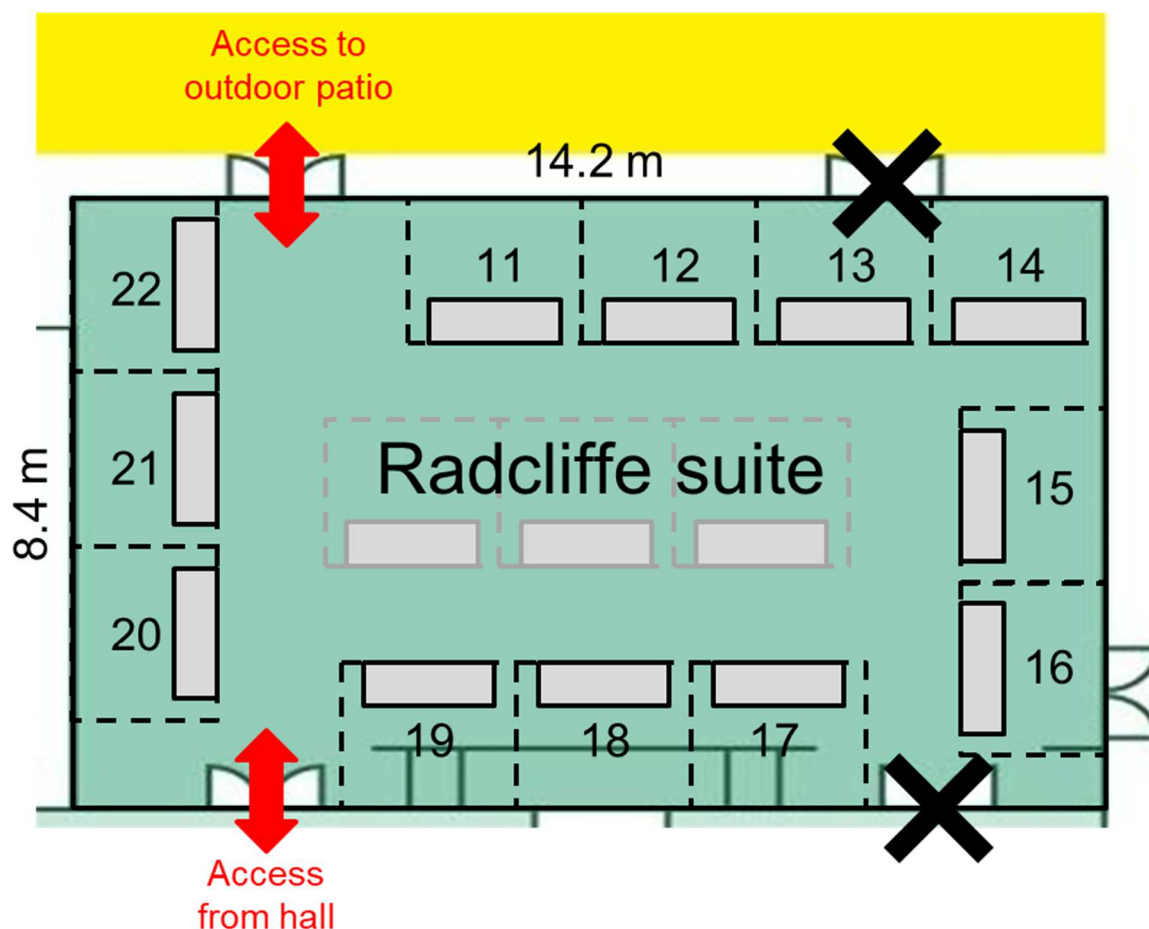 Access to
outdoor patio
14.2 m
11 12 13 14
22
21
20
8.4 m
Radcliffe suite
15
16
19 18 17
Access
from hall